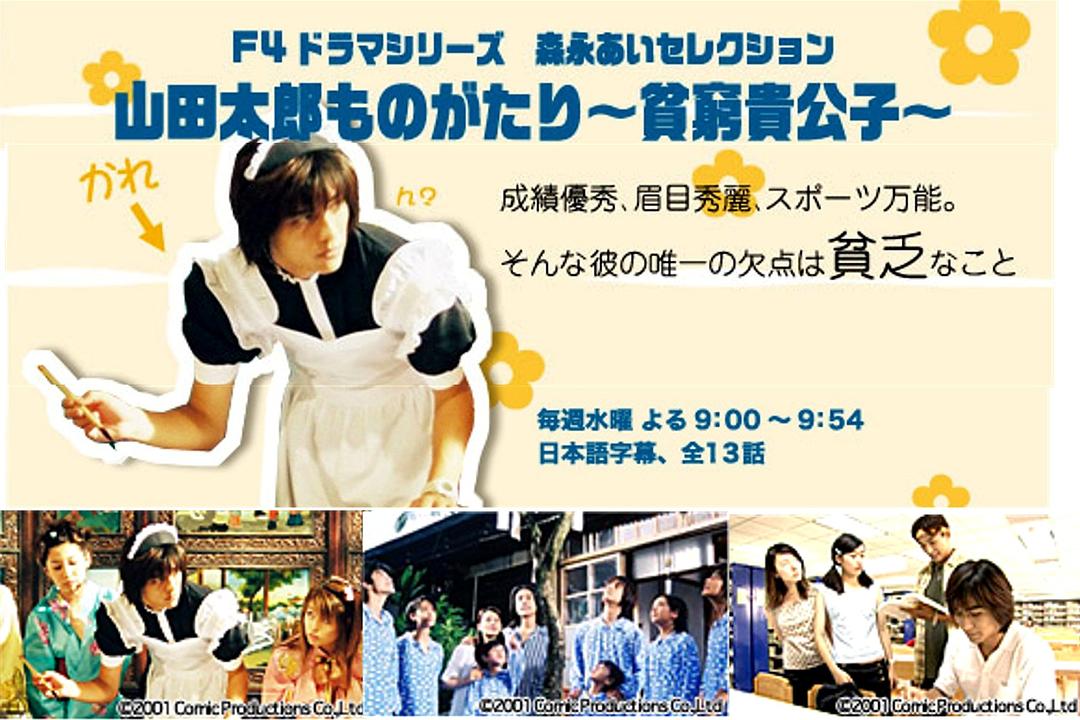 F4ドラマシリーズ 森永あいセレクション
山田太郎ものがたり～貧窮貴公子～
かれ
ん?
成績優秀、眉目秀麗、スポーツ万能。
そんな彼の唯一の欠点は貧乏なこと
毎週水曜 よる 9:00 ～ 9:54
日本語字幕、全13話
©2001 Comic Productions Co.,Ltd
©2001 Comic Productions Co.,Ltd
©2001 Comic Productions Co.,Ltd